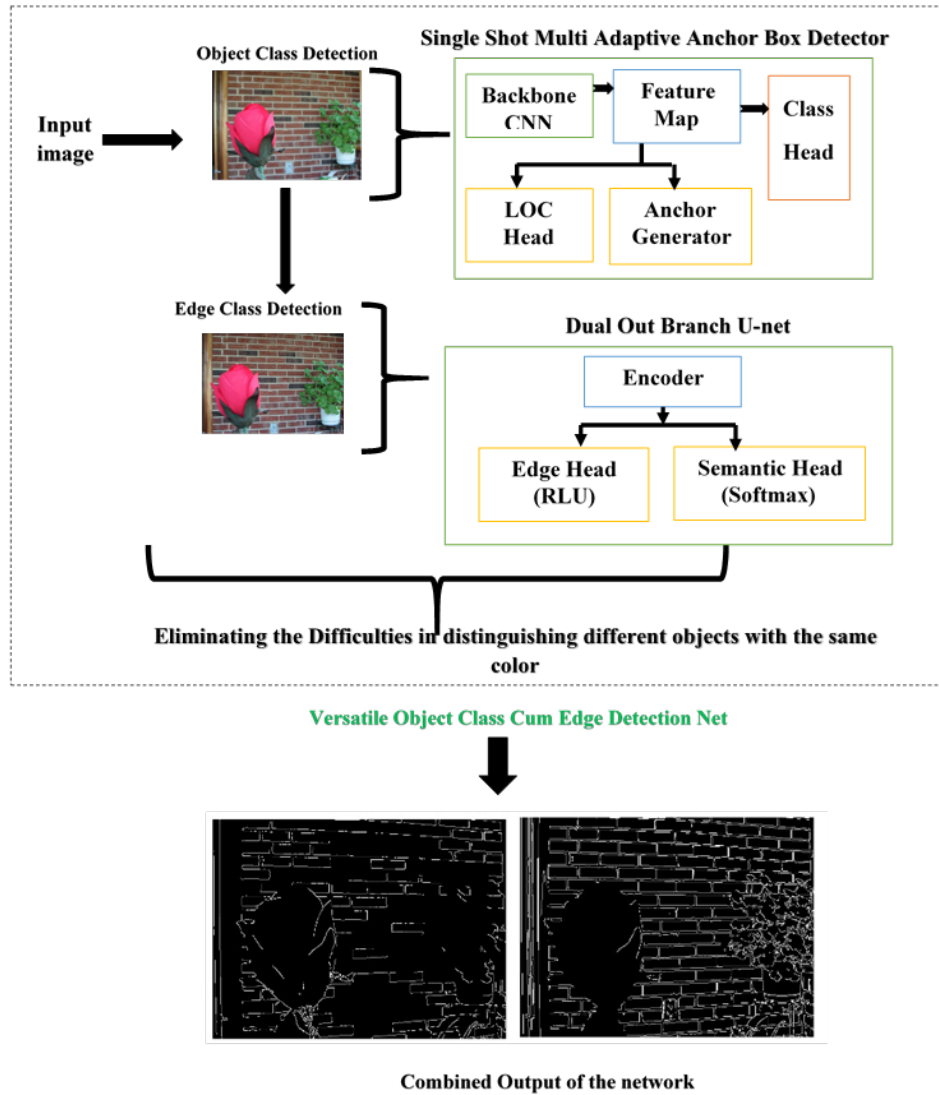 Object Class Detection
Single Shot Multi Adaptive Anchor Box Detector
Input
image
Backbone
CNN
Feature
Map
Class
Head
LOC
Head
Anchor
Generator
Edge Class Detection
Dual Out Branch U-net
Encoder
Edge Head
(RLU)
Semantic Head
(Softmax)
Eliminating the Difficulties in distinguishing different objects with the same
color
Versatile Object Class Cum Edge Detection Net
Combined Output of the network